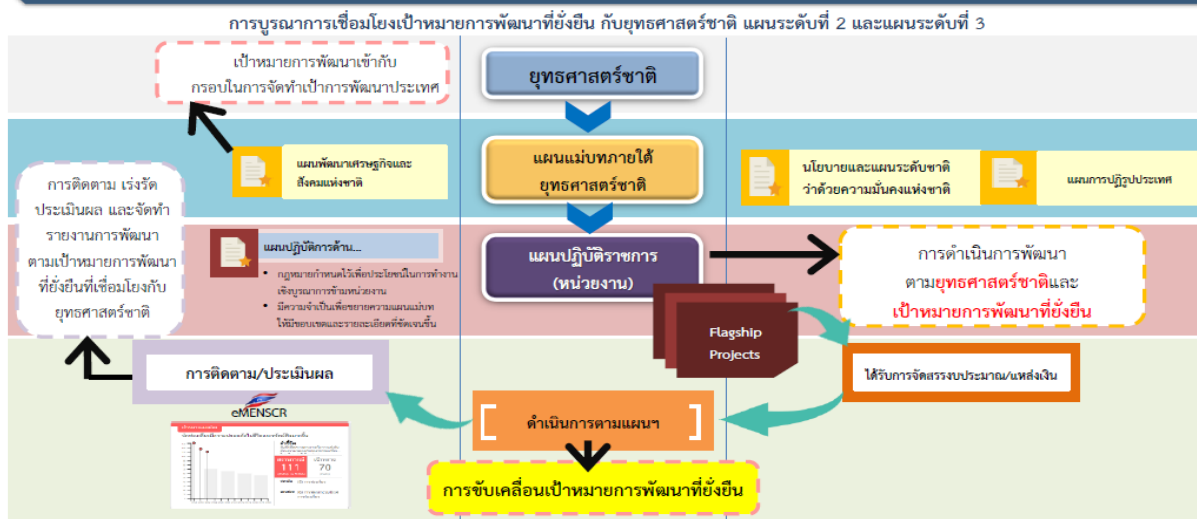 การบูรณาการเชื่อมโยงเป้าหมายการพัฒนาที่ยั่งยืน กับยุทธศาสตร์ชาติ แผนระดับที่ 2 และแผนระดับที่ 3
เป้าหมายการพัฒนาเข้ากับ
กรอบในการจัดทำเป้าการพัฒนาประเทศ
ยุทธศาสตร์ชาติ
แผนพัฒนาเศรษฐกิจและ
สังคมแห่งชาติ
แผนแม่บทภายใต้
ยุทธศาสตร์ชาติ
นโยบายและแผนระดับชาติ
ว่าด้วยความมั่นคงแห่งชาติ
แผนการปฏิรูปประเทศ
การติดตาม เร่งรัด
ประเมินผล และจัดทำ
รายงานการพัฒนา
ตามเป้าหมายการพัฒนา
ที่ยั่งยืนที่เชื่อมโยงกับ
ยุทธศาสตร์ชาติ
แผนปฏิบัติการด้าน...
• กฎหมายกำหนดไว้เพื่อประโยชน์ในการทำงาน
เชิงบูรณาการข้ามหน่วยงาน
• มีความจำเป็นเพื่อขยายความแผนแม่บท
ให้มีขอบเขตและรายละเอียดที่ชัดเจนขึ้น
แผนปฏิบัติราชการ
(หน่วยงาน)
การดำเนินการพัฒนา
ตามยุทธศาสตร์ชาติและ
เป้าหมายการพัฒนาที่ยั่งยืน
Flagship
Projects
ได้รับการจัดสรรงบประมาณ/แหล่งเงิน
การติดตาม/ประเมินผล
eMENSCR
111
70
ดำเนินการตามแผนฯ
การขับเคลื่อนเป้าหมายการพัฒนาที่ยั่งยืน